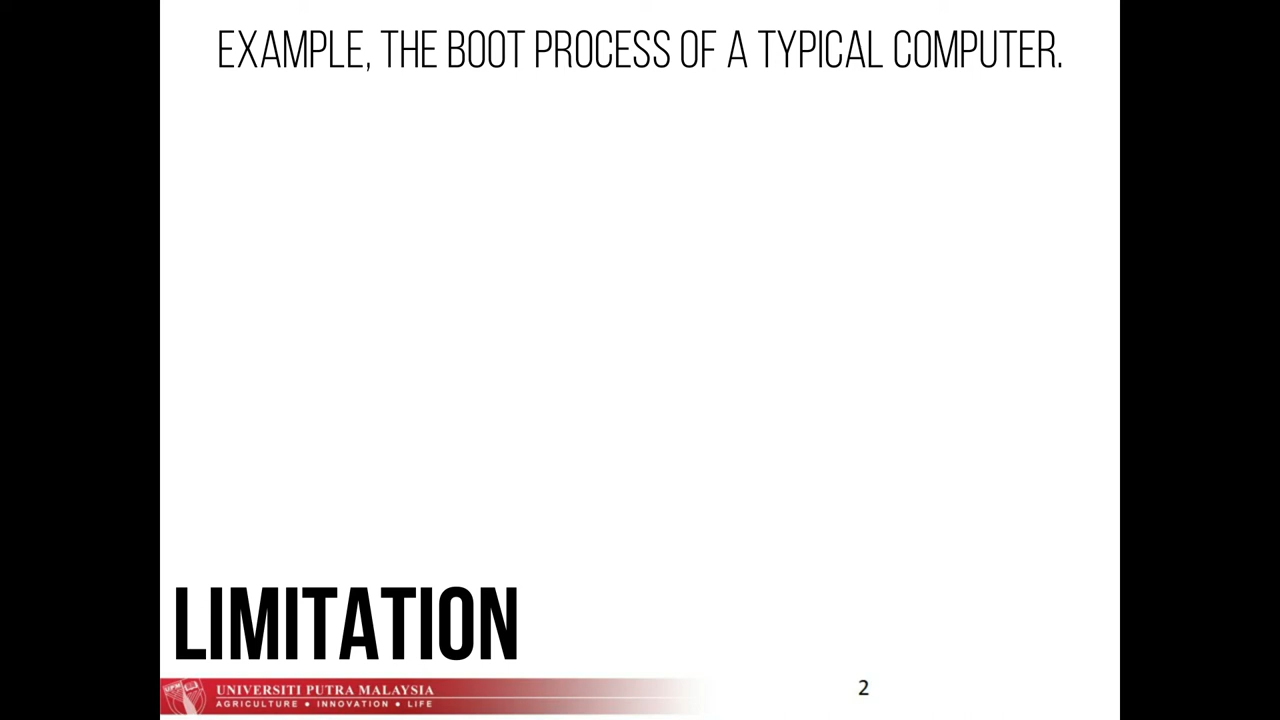 EXAMPLE, THE BOOT PROCESS OF A TYPICAL COMPUTER.
LIMITATION
UNIVERSITI PUTRA MALAYSIA
AGRICULTURE • INNOVATION • LIFE
2